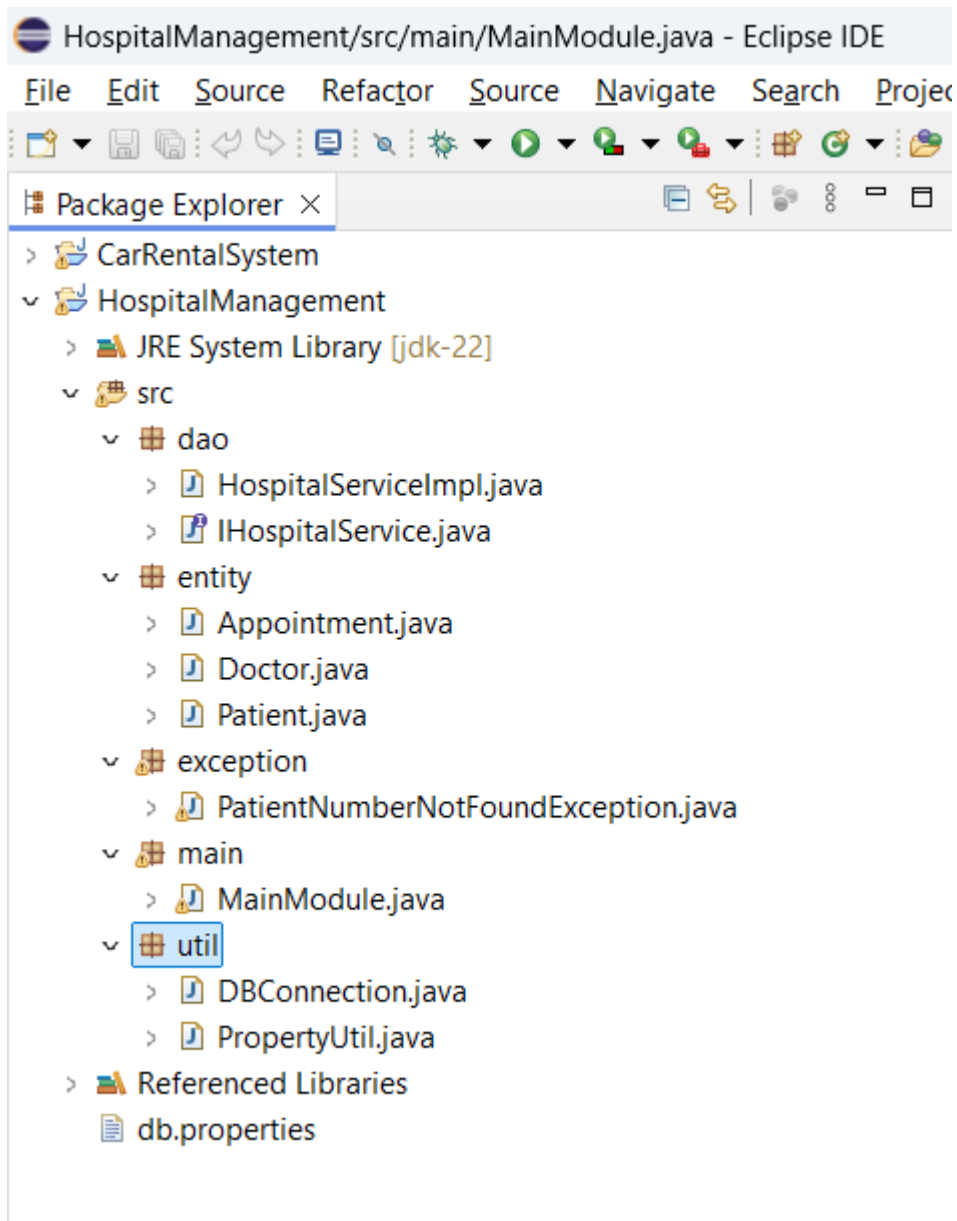 HospitalManagement/src/main/MainModule.java - Eclipse IDE
File Edit Source Refactor Source Navigate Search Projec
Package Explorer
CarRentalSystem
HospitalManagement
JRE System Library [jdk-22]
src
dao
HospitalServiceImpl.java
IHospitalService.java
entity
Appointment.java
Doctor.java
Patient.java
exception
PatientNumberNotFoundException.java
main
MainModule.java
util
DBConnection.java
PropertyUtil.java
Referenced Libraries
db.properties